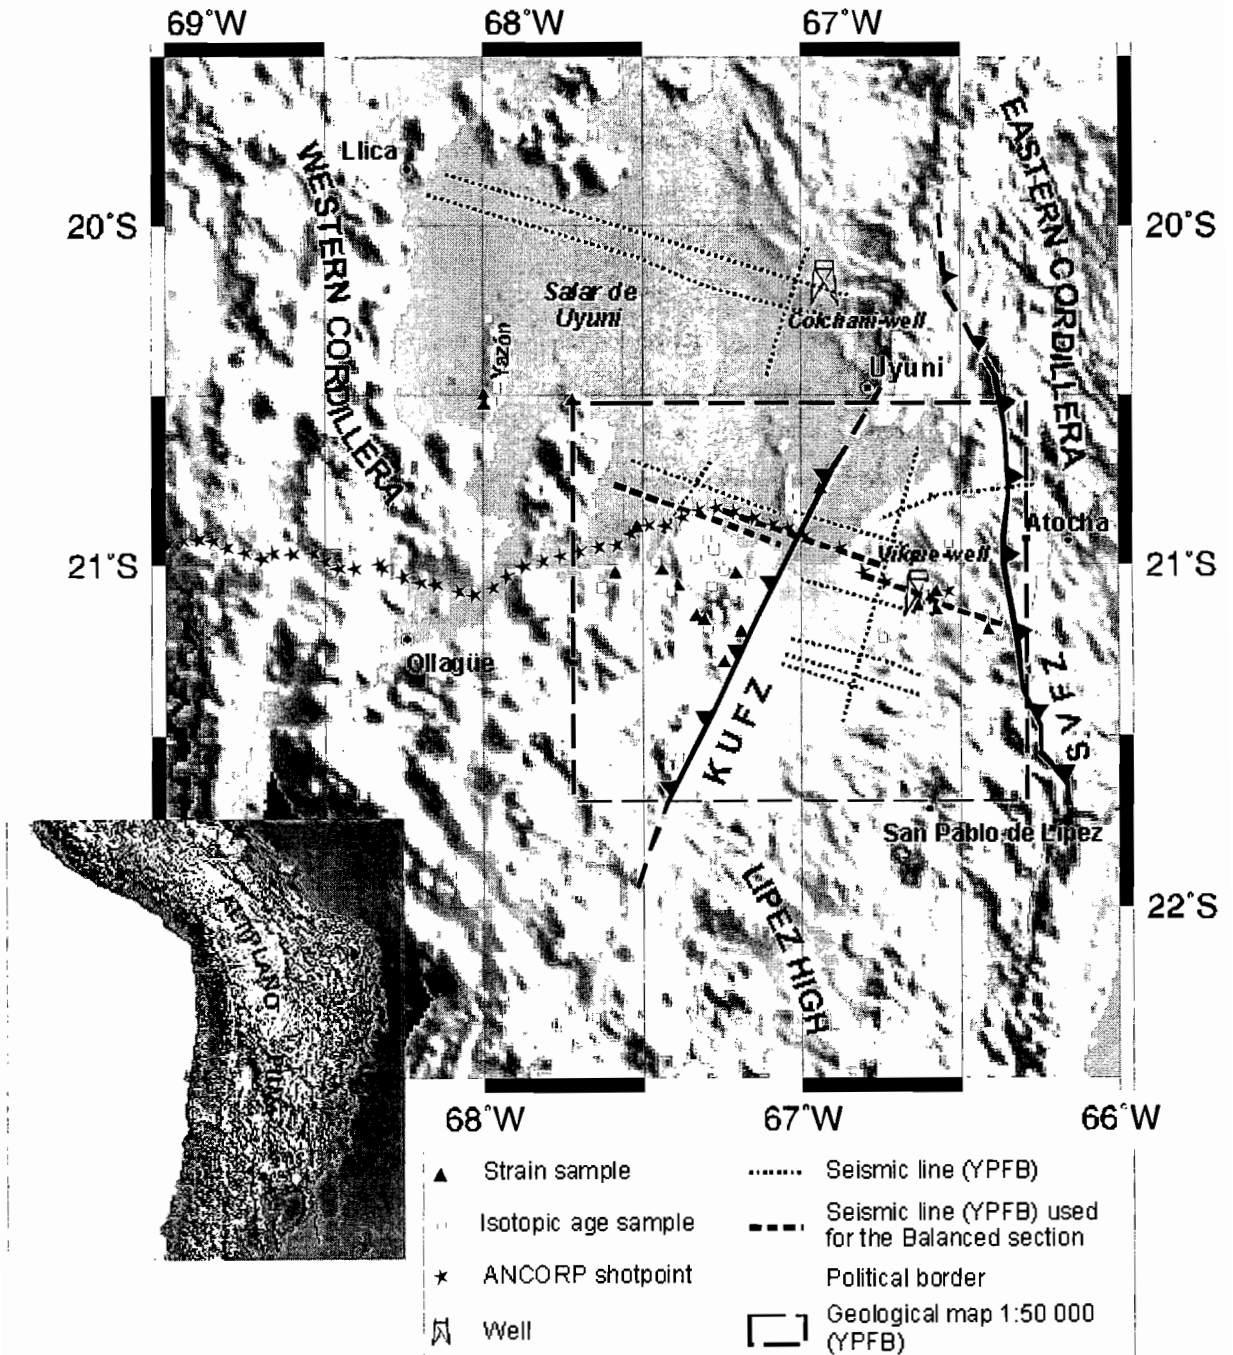 69°W 68°W 67°W
EASTERN CORDILLERA
Llica
WESTERN CORDILLERA
20°S 20°S
Salar de
Uyuni
Colchani-well
Yazón
Uyuni
Atocha
Vilque-well
21°S 21°S
Ollagüe
KUFZ
S.V.F.Z
San Pablo de Lipez
LIPEZ HIGH
22°S
ALTIPLANO
68°W 67°W 66°W
Strain sample
Isotopic age sample
ANCORP shotpoint
Well
Seismic line (YPFB)
Seismic line (YPFB) used
for the Balanced section
Political border
Geological map 1:50 000
(YPFB)